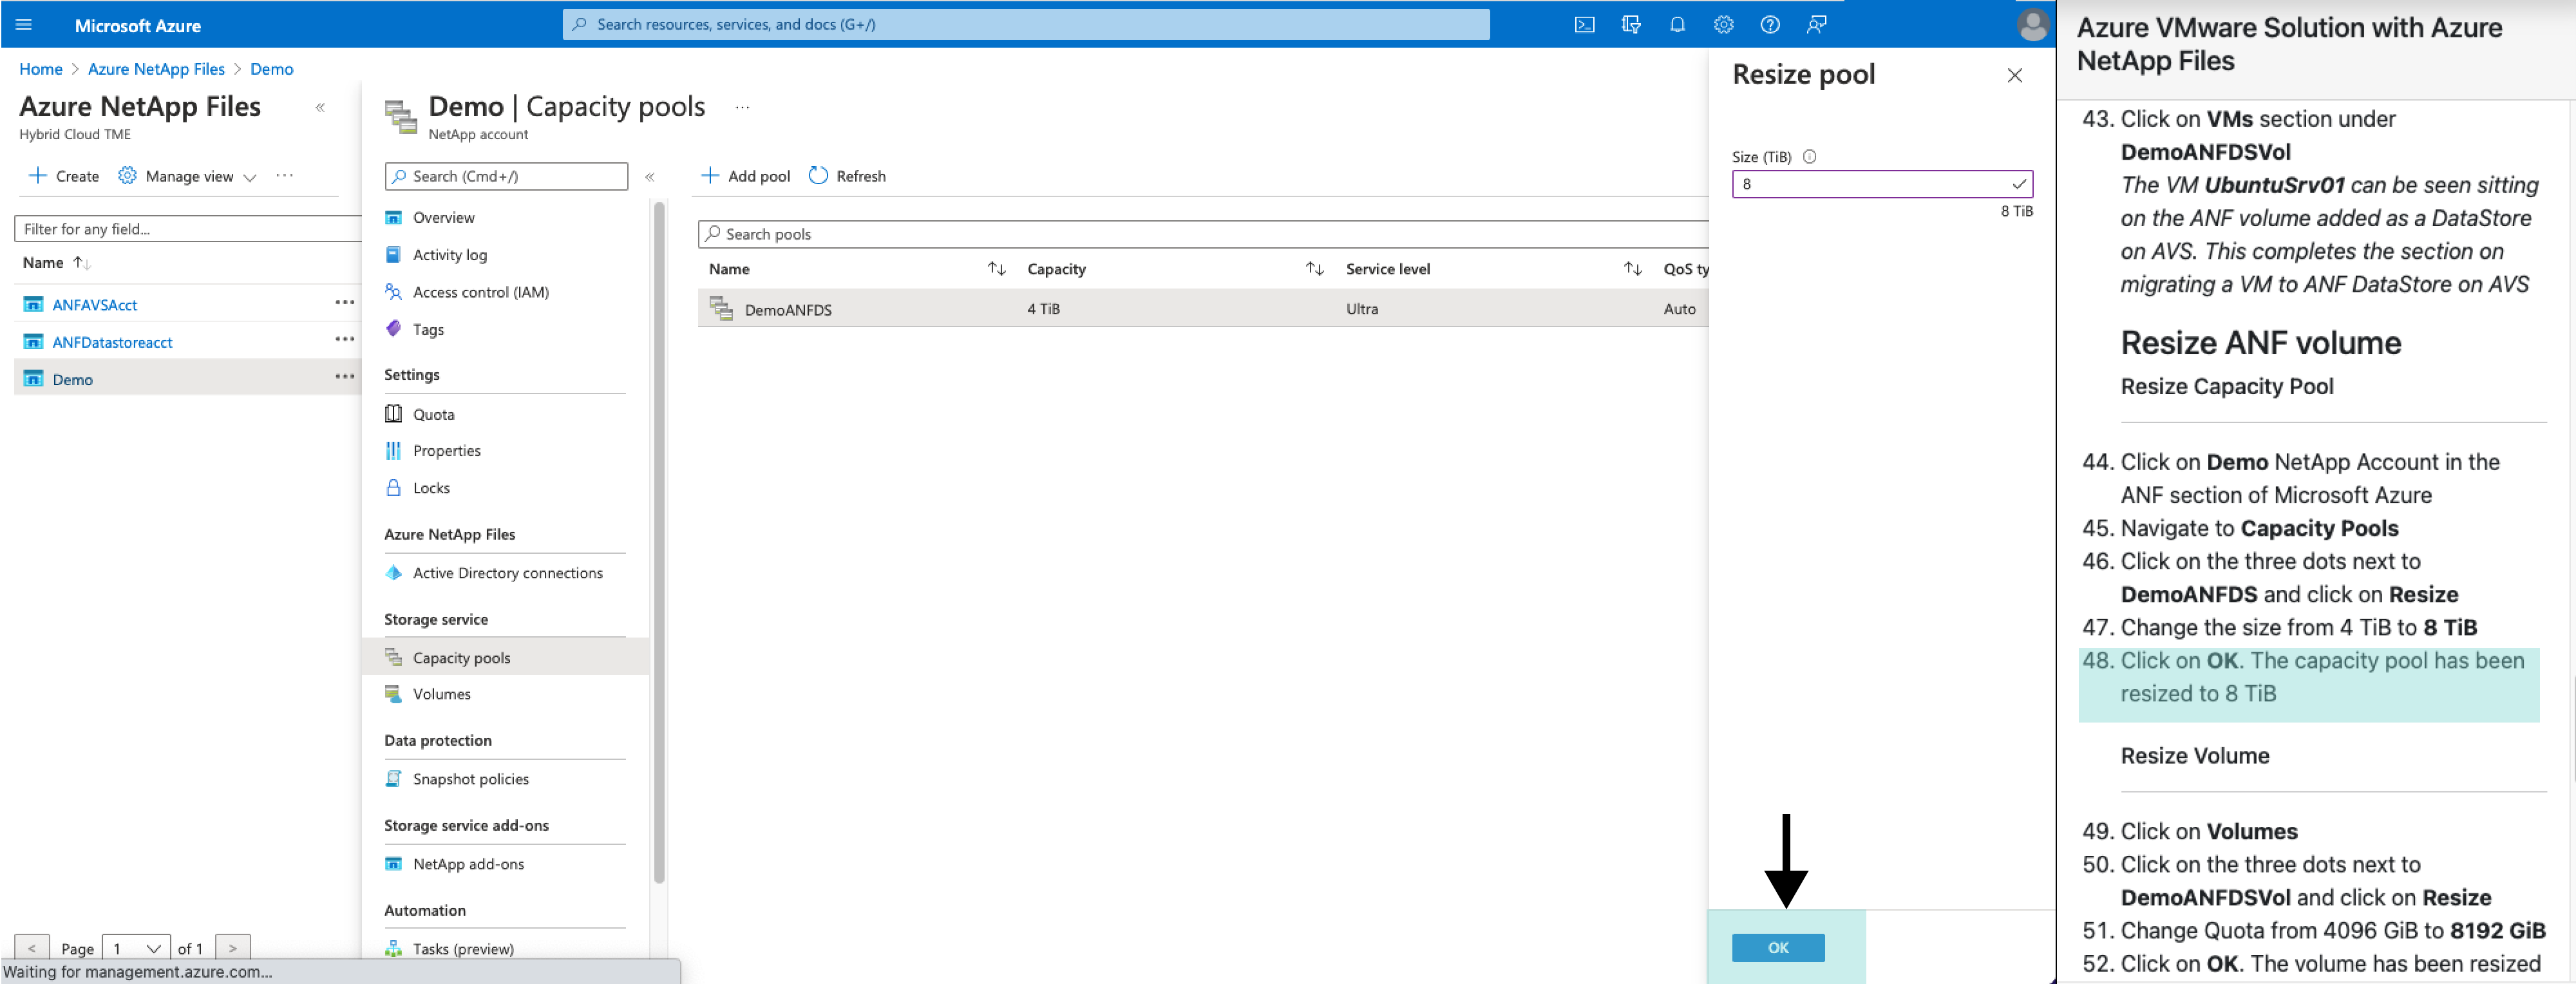 Microsoft Azure
Search resources, services, and docs (G+/)
Home > Azure NetApp Files > Demo
Azure NetApp Files
Hybrid Cloud TME
Create
Manage view
Filter for any field...
Name
ANFAVSAcct
ANFDatastoreacct
Demo
< Page 1 of 1 >
Waiting for management.azure.com...
Demo | Capacity pools
NetApp account
Search (Cmd+/)
Overview
Activity log
Access control (IAM)
Tags
Settings
Quota
Properties
Locks
Azure NetApp Files
Active Directory connections
Storage service
Capacity pools
Volumes
Data protection
Snapshot policies
Storage service add-ons
NetApp add-ons
Automation
Tasks (preview)
Add pool
Refresh
Search pools
Name Capacity Service level QoS ty
DemoANFDS 4 TiB Ultra Auto
Resize pool
Size (TiB)
8
8 TiB
OK
Azure VMware Solution with Azure
NetApp Files
43. Click on VMs section under
DemoANFDSVol
The VM UbuntuSrv01 can be seen sitting
on the ANF volume added as a DataStore
on AVS. This completes the section on
migrating a VM to ANF DataStore on AVS
Resize ANF volume
Resize Capacity Pool
44. Click on Demo NetApp Account in the
ANF section of Microsoft Azure
45. Navigate to Capacity Pools
46. Click on the three dots next to
DemoANFDS and click on Resize
47. Change the size from 4 TiB to 8 TiB
48. Click on OK. The capacity pool has been
resized to 8 TiB
Resize Volume
49. Click on Volumes
50. Click on the three dots next to
DemoANFDSVol and click on Resize
51. Change Quota from 4096 GiB to 8192 GiB
52. Click on OK. The volume has been resized